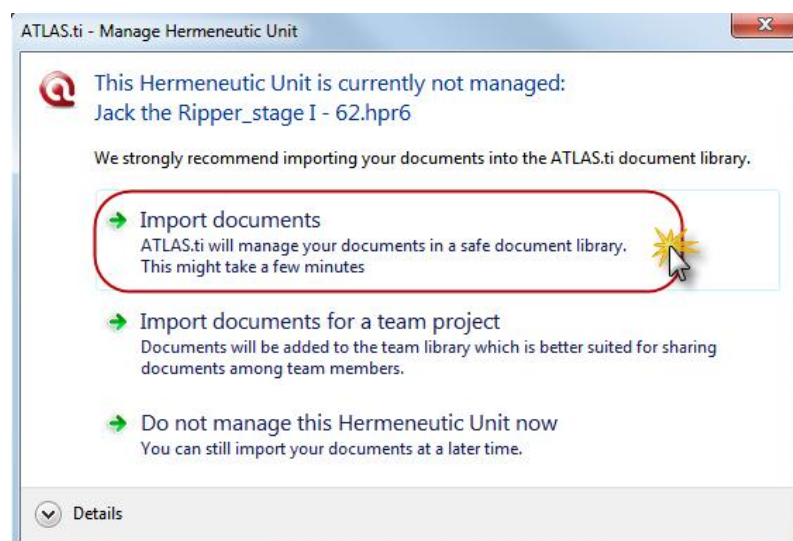 ATLAS.ti - Manage Hermeneutic Unit
This Hermeneutic Unit is currently not managed:
Jack the Ripper_stage I - 62.hpr6
We strongly recommend importing your documents into the ATLAS.ti document library.
Import documents
ATLAS.ti will manage your documents in a safe document library.
This might take a few minutes
Import documents for a team project
Documents will be added to the team library which is better suited for sharing
documents among team members.
Do not manage this Hermeneutic Unit now
You can still import your documents at a later time.
Details